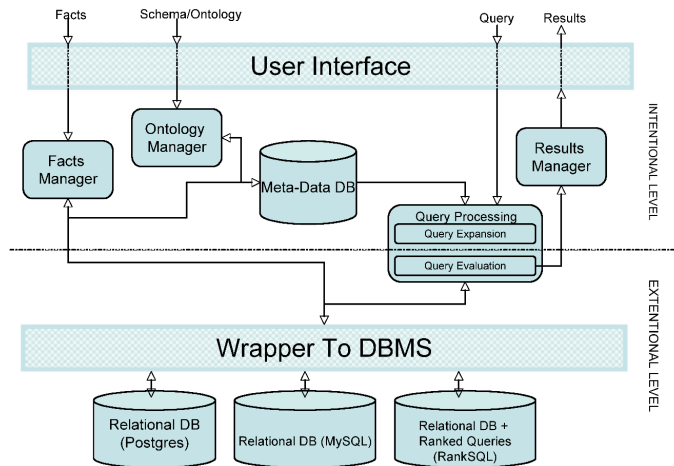 Facts
Schema/Ontology
Query
Results
User Interface
Ontology
Manager
Facts
Manager
Meta-Data DB
Results
Manager
INTENTIONAL LEVEL
Query Processing
Query Expansion
Query Evaluation
EXTENTIONAL LEVEL
Wrapper To DBMS
Relational DB
(Postgres)
Relational DB (MySQL)
Relational DB +
Ranked Queries
(RankSQL)